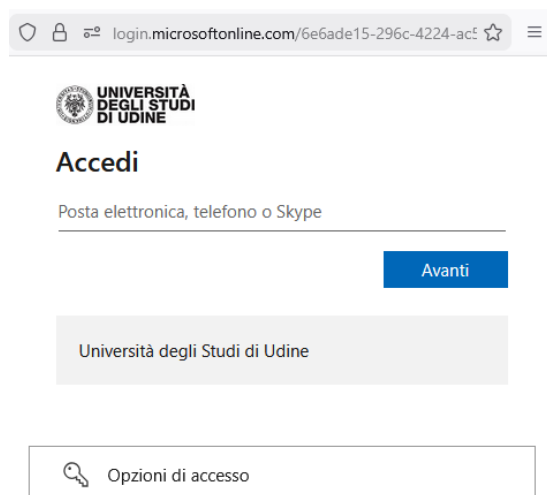 login.microsoftonline.com/6e6ade15-296c-4224-ac5
UNIVERSITÀ
DEGLI STUDI
DI UDINE
Accedi
Posta elettronica, telefono o Skype
Avanti
Università degli Studi di Udine
Opzioni di accesso